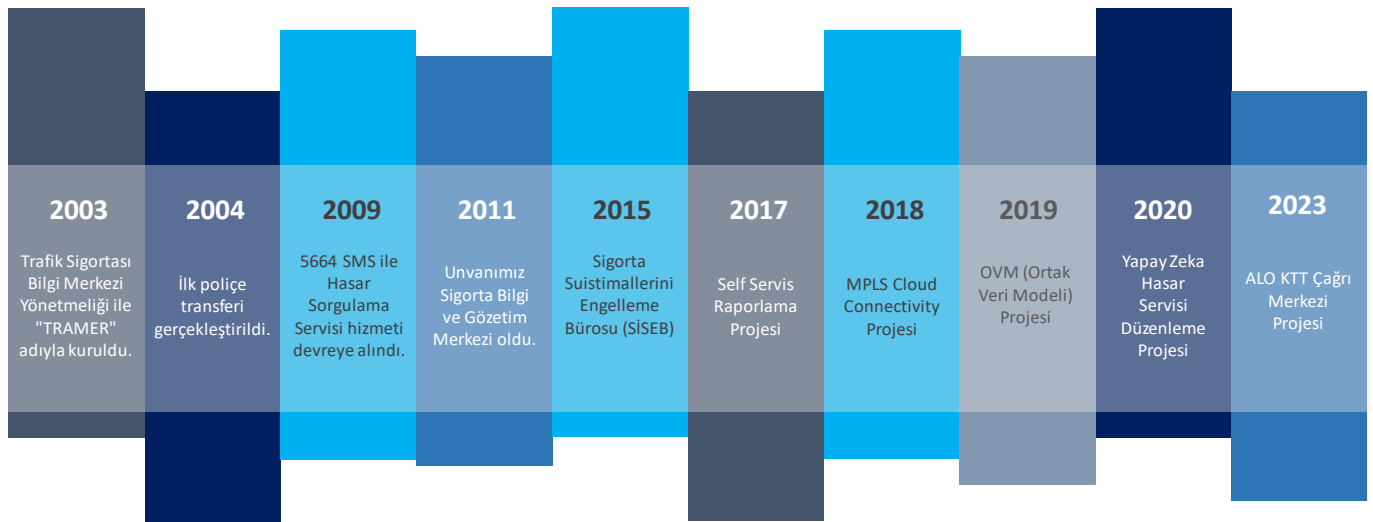 2003
Trafik Sigortası
Bilgi Merkezi
Yönetmeliği ile
"TRAMER"
adıyla kuruldu.
2004
İlk poliçe
transferi
gerçekleştirildi.
2009
5664 SMS ile
Hasar
Sorgulama
Servisi hizmeti
devreye alındı.
2011
Unvanımız
Sigorta Bilgi
ve Gözetim
Merkezi oldu.
2015
Sigorta
Suistimallerini
Engelleme
Bürosu (SİSEB)
2017
Self Servis
Raporlama
Projesi
2018
MPLS Cloud
Connectivity
Projesi
2019
OVM (Ortak
Veri Modeli)
Projesi
2020
Yapay Zeka
Hasar
Servisi
Düzenleme
Projesi
2023
ALO KTT Çağrı
Merkezi
Projesi